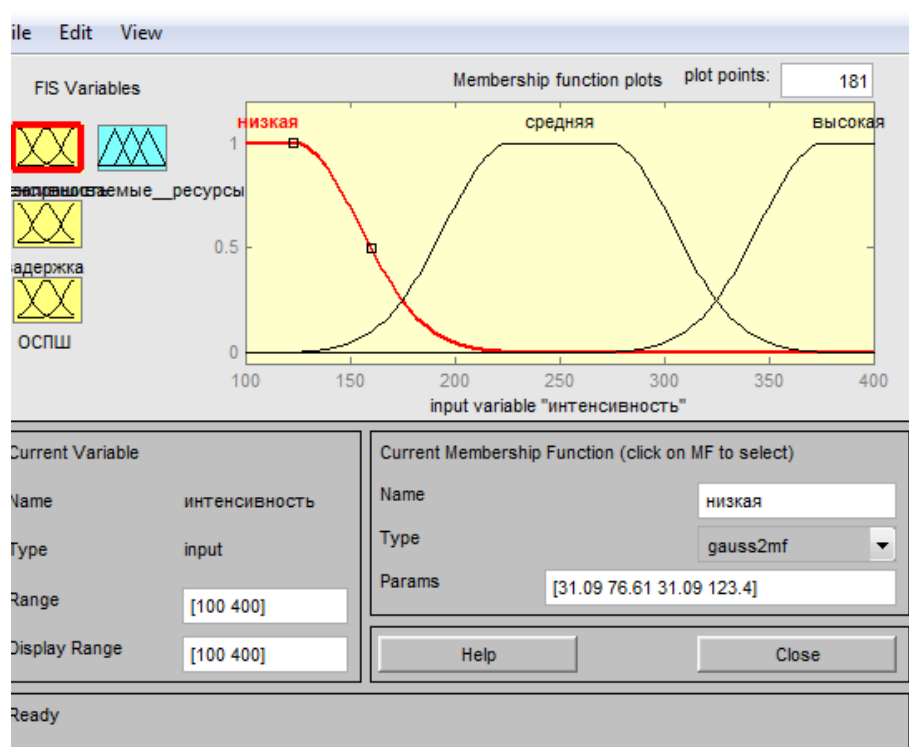 ile Edit View
FIS Variables
Membership function plots plot points: 181
низкая средняя высокая
1
ресурсы
0.5
адержка
ОСПШ
0
100 150 200 250 300 350 400
input variable "интенсивность"
Current Variable
Name интенсивность
Type input
Range [100 400]
Display Range [100 400]
Current Membership Function (click on MF to select)
Name низкая
Type gauss2mf
Params [31.09 76.61 31.09 123.4]
Help Close
Ready